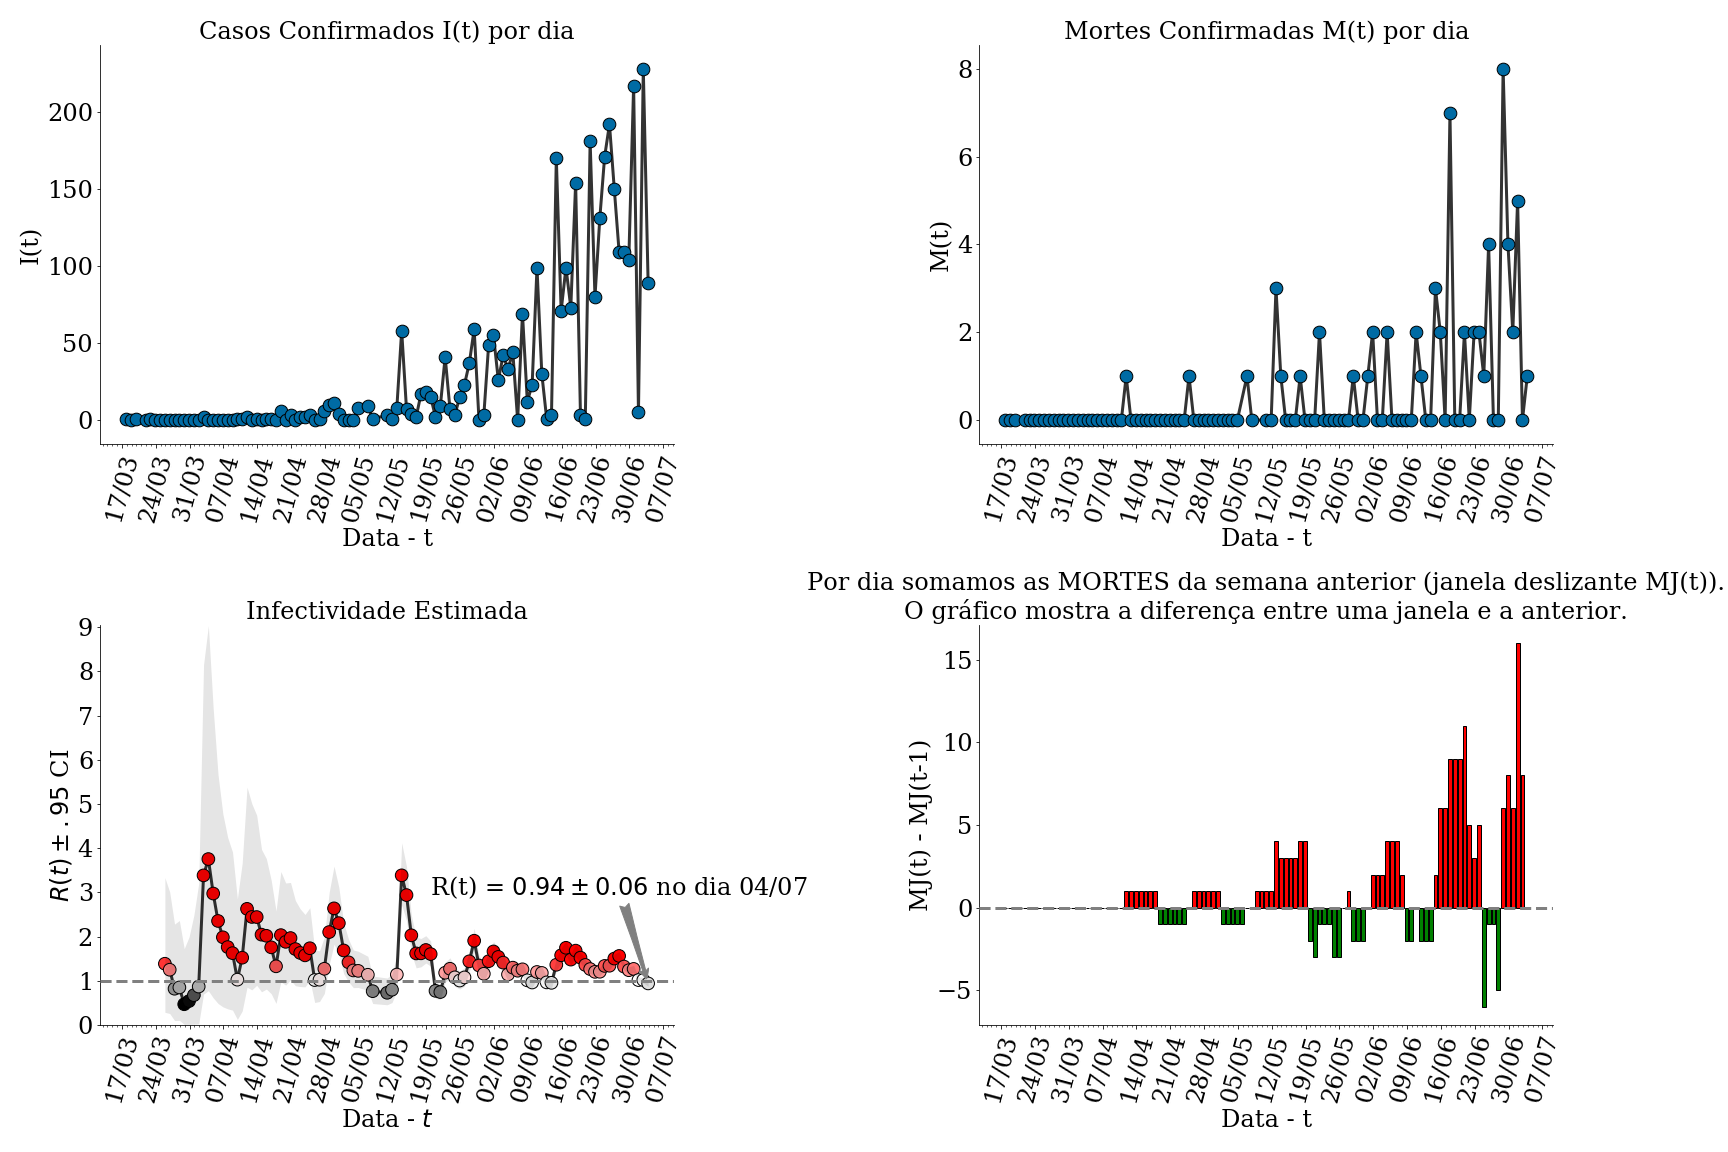 Casos Confirmados I(t) por dia
I(t)
200
150
100
50
0
17/03 24/03 31/03 07/04 14/04 21/04 28/04 05/05 12/05 19/05 26/05 02/06 09/06 16/06 23/06 30/06 07/07
Data - t
Mortes Confirmadas M(t) por dia
M(t)
8
6
4
2
0
17/03 24/03 31/03 07/04 14/04 21/04 28/04 05/05 12/05 19/05 26/05 02/06 09/06 16/06 23/06 30/06 07/07
Data - t
Infectividade Estimada
R(t) ± .95 CI
9
8
7
6
5
4
3
2
1
0
R(t) = 0.94 ± 0.06 no dia 04/07
17/03 24/03 31/03 07/04 14/04 21/04 28/04 05/05 12/05 19/05 26/05 02/06 09/06 16/06 23/06 30/06 07/07
Data - t
Por dia somamos as MORTES da semana anterior (janela deslizante MJ(t)).
O gráfico mostra a diferença entre uma janela e a anterior.
MJ(t) - MJ(t-1)
15
10
5
0
−5
17/03 24/03 31/03 07/04 14/04 21/04 28/04 05/05 12/05 19/05 26/05 02/06 09/06 16/06 23/06 30/06 07/07
Data - t